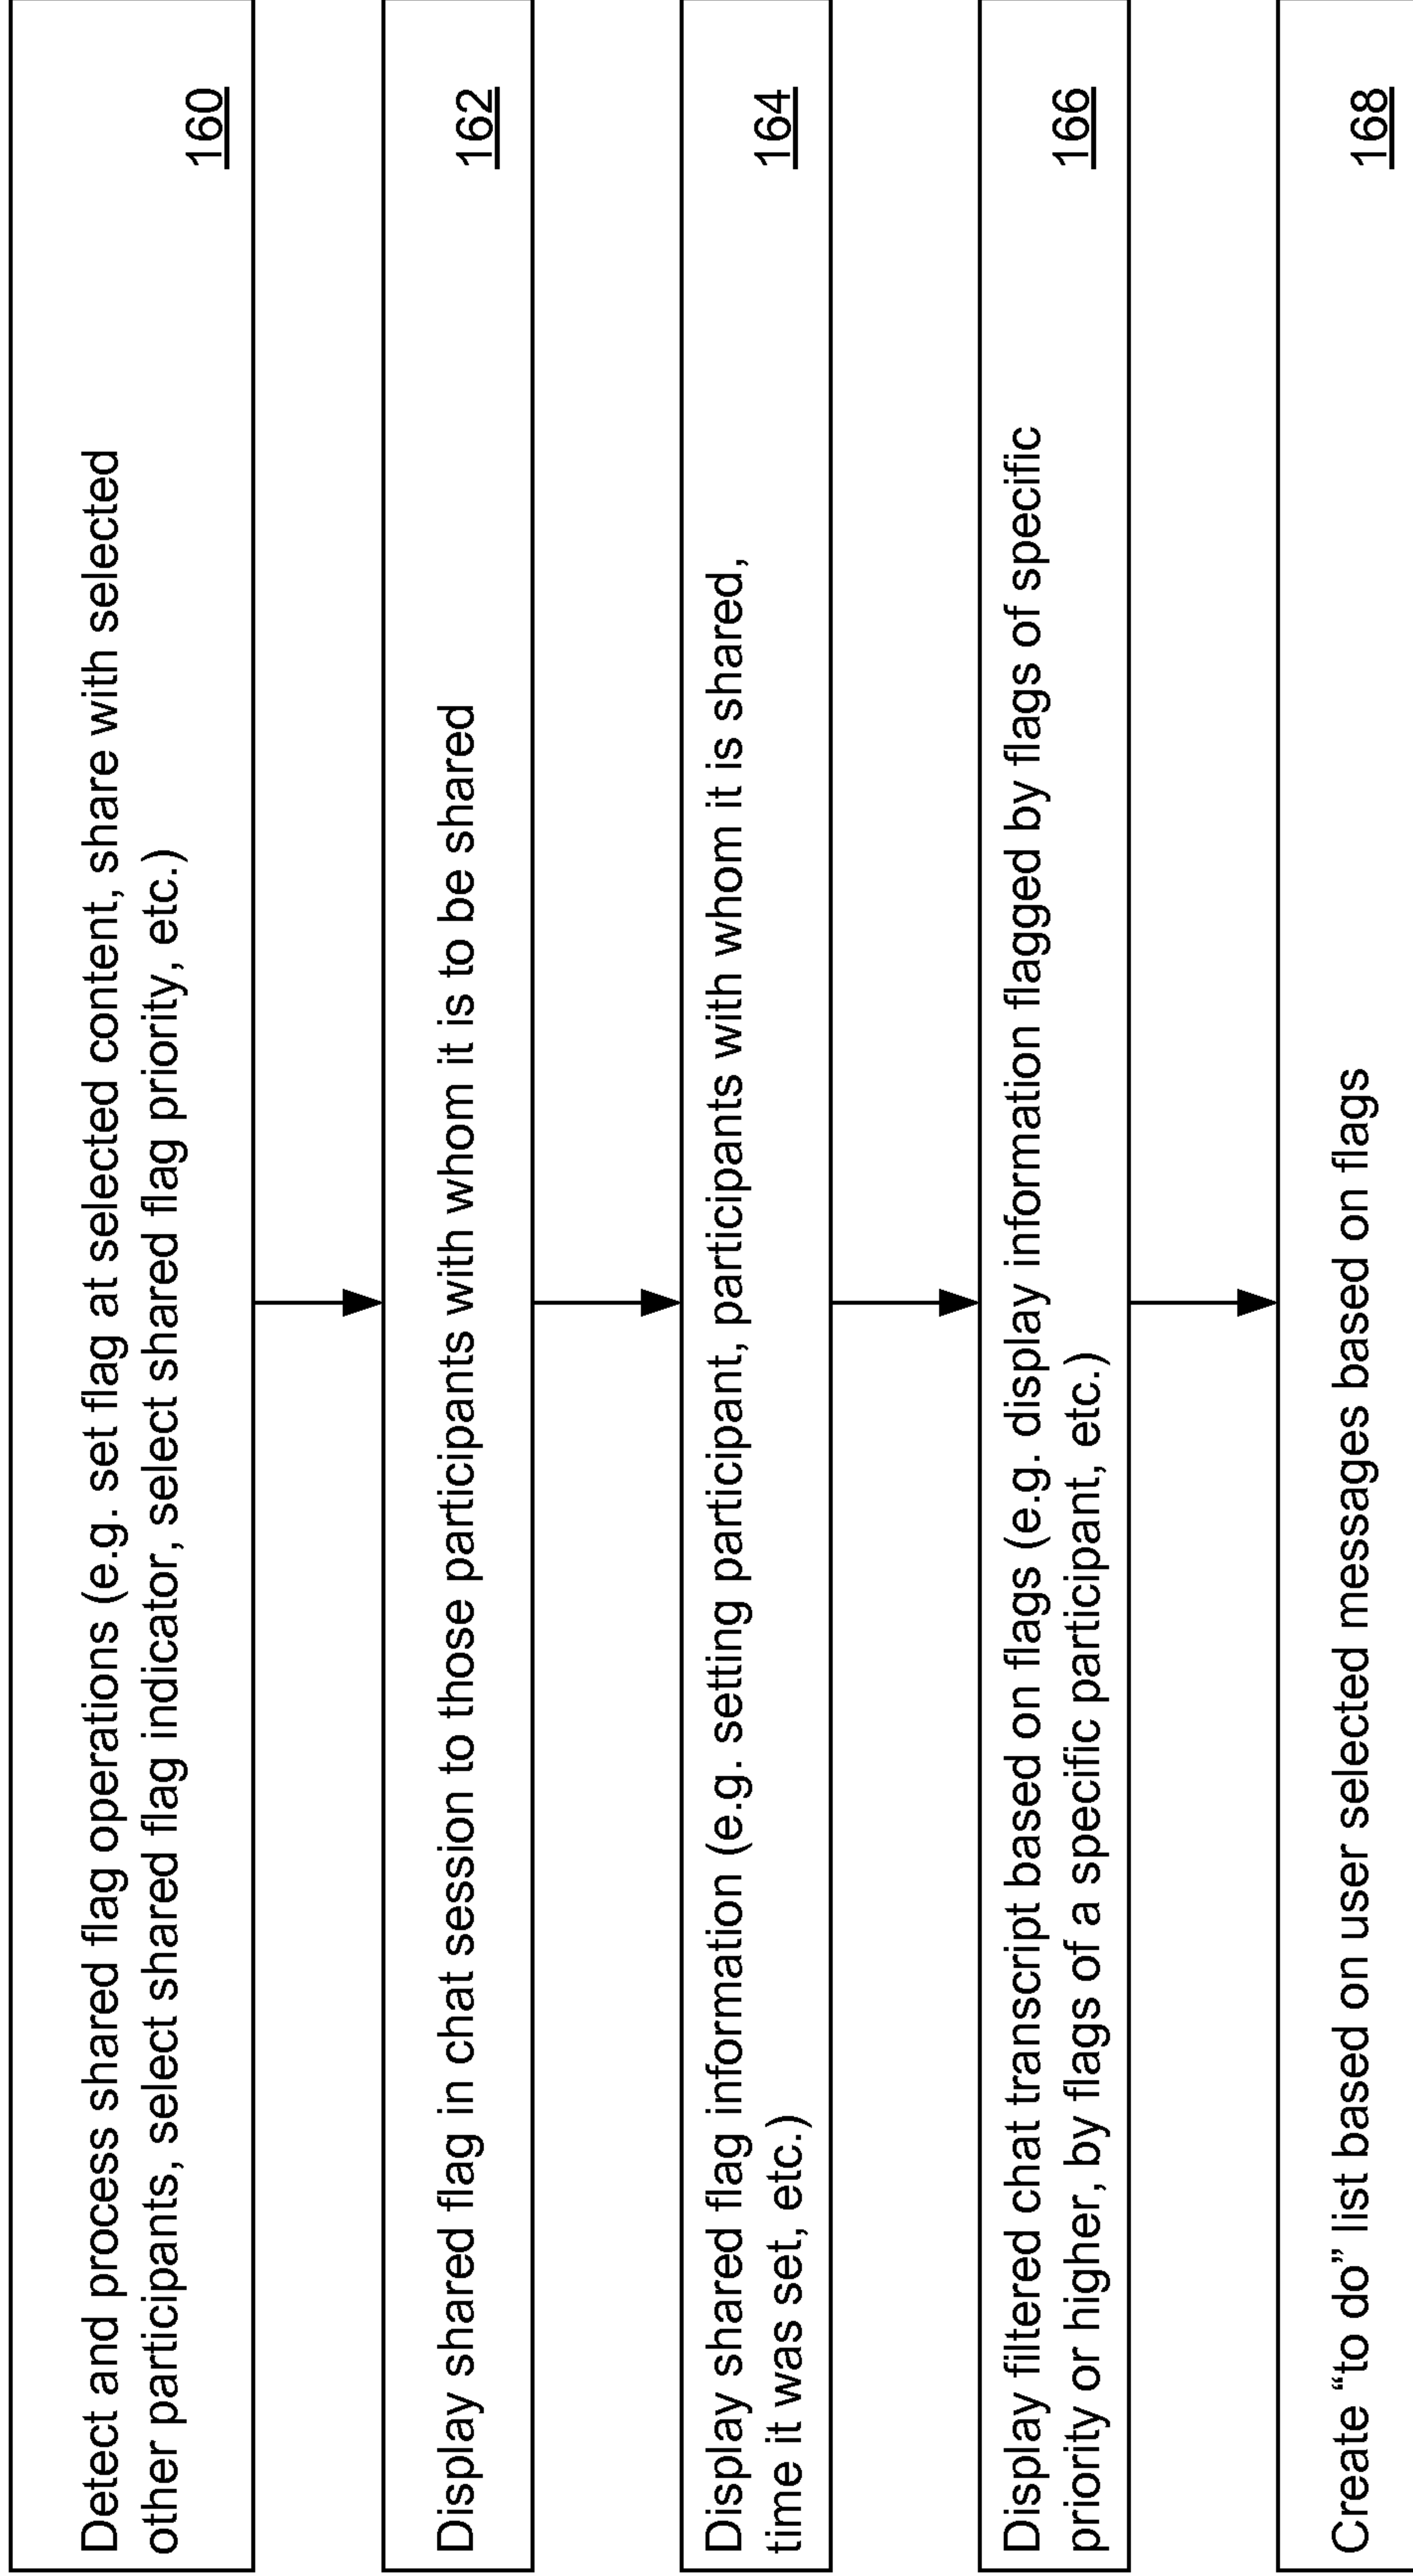 Detect and process shared flag operations (e.g. set flag at selected content, share with selected
other participants, select shared flag indicator, select shared flag priority, etc.)
160
Display shared flag in chat session to those participants with whom it is to be shared
162
Display shared flag information (e.g. setting participant, participants with whom it is shared,
time it was set, etc.)
164
Display filtered chat transcript based on flags (e.g. display information flagged by flags of specific
priority or higher, by flags of a specific participant, etc.)
166
Create “to do” list based on user selected messages based on flags
168